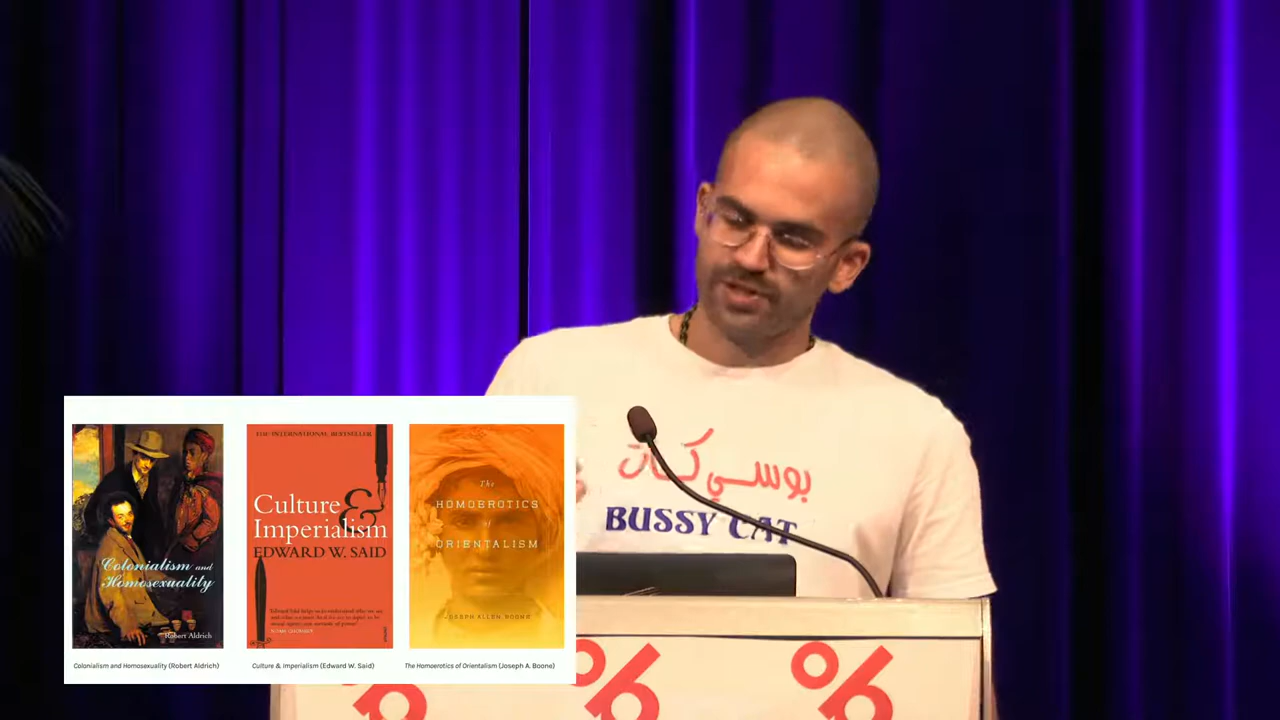 بوسي كات
BUSSY CAT
Colonialism and
Homosexuality
Robert Aldrich
THE INTERNATIONAL BESTSELLER
Culture &
Imperialism
EDWARD W. SAID
The
HOMOEROTICS
of
ORIENTALISM
JOSEPH ALLEN BOONE
Colonialism and Homosexuality (Robert Aldrich)
Culture & Imperialism (Edward W. Said)
The Homoerotics of Orientalism (Joseph A. Boone)